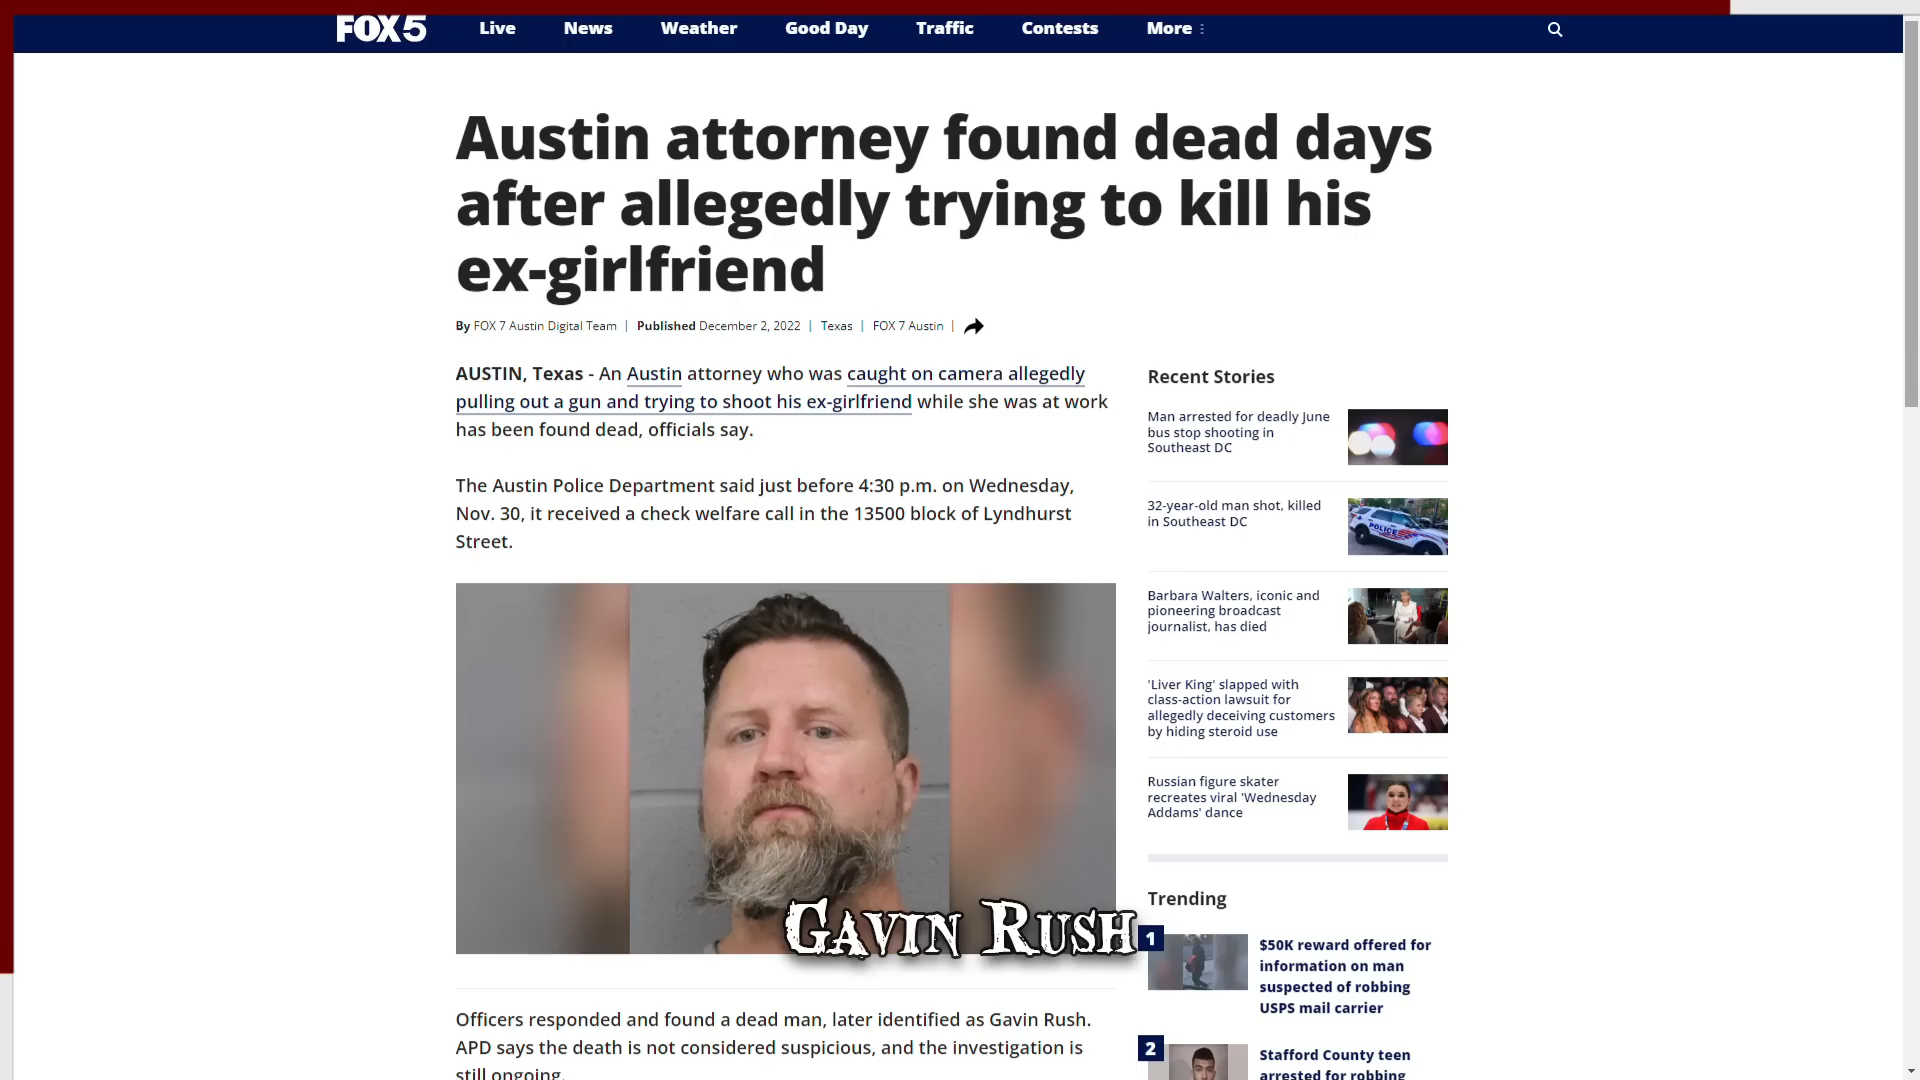 FOX 5
Live News Weather Good Day Traffic Contests More
Austin attorney found dead days
after allegedly trying to kill his
ex-girlfriend
By FOX 7 Austin Digital Team | Published December 2, 2022 | Texas | FOX 7 Austin |
AUSTIN, Texas - An Austin attorney who was caught on camera allegedly
pulling out a gun and trying to shoot his ex-girlfriend while she was at work
has been found dead, officials say.
The Austin Police Department said just before 4:30 p.m. on Wednesday,
Nov. 30, it received a check welfare call in the 13500 block of Lyndhurst
Street.
GAVIN RUSH
Officers responded and found a dead man, later identified as Gavin Rush.
APD says the death is not considered suspicious, and the investigation is
still ongoing.
Recent Stories
Man arrested for deadly June
bus stop shooting in
Southeast DC
32-year-old man shot, killed
in Southeast DC
POLICE
Barbara Walters, iconic and
pioneering broadcast
journalist, has died
'Liver King' slapped with
class-action lawsuit for
allegedly deceiving customers
by hiding steroid use
Russian figure skater
recreates viral 'Wednesday
Addams' dance
Trending
1
$50K reward offered for
information on man
suspected of robbing
USPS mail carrier
2
Stafford County teen
arrested for robbing